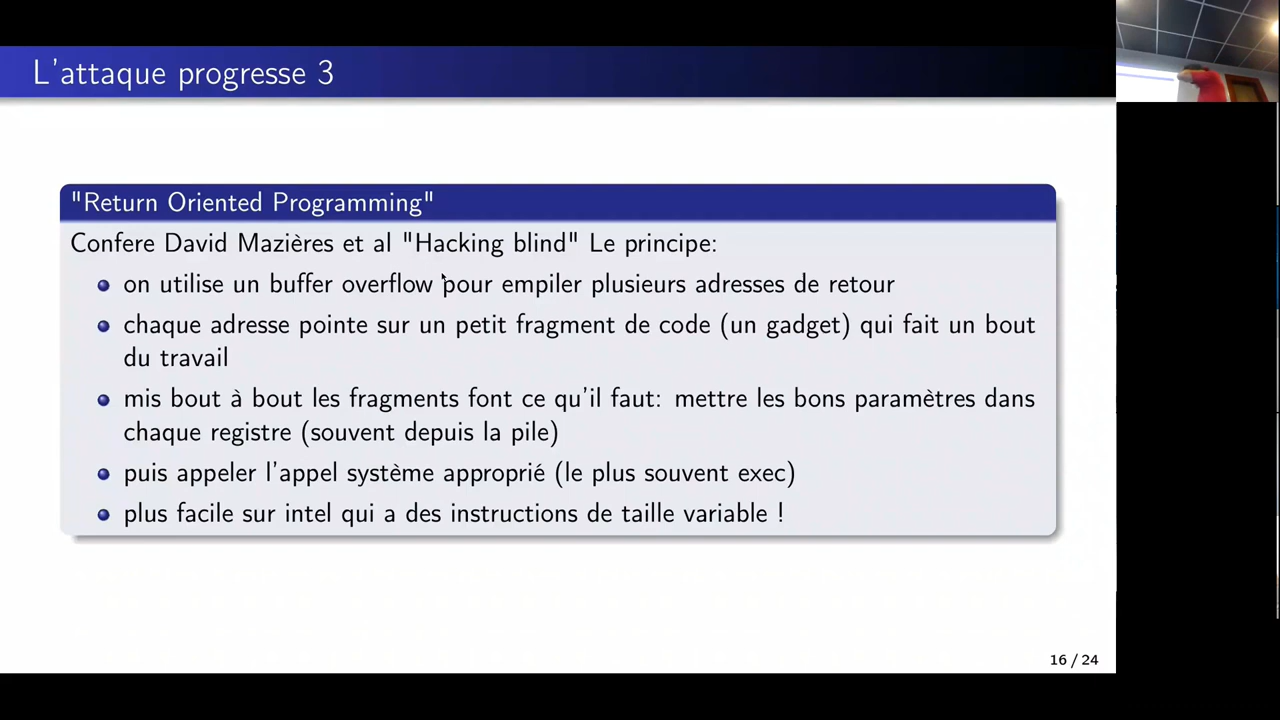 L'attaque progresse 3
"Return Oriented Programming"
Confere David Mazières et al "Hacking blind" Le principe:
on utilise un buffer overflow pour empiler plusieurs adresses de retour
chaque adresse pointe sur un petit fragment de code (un gadget) qui fait un bout
du travail
mis bout à bout les fragments font ce qu'il faut: mettre les bons paramètres dans
chaque registre (souvent depuis la pile)
puis appeler l'appel système approprié (le plus souvent exec)
plus facile sur intel qui a des instructions de taille variable !
16 / 24